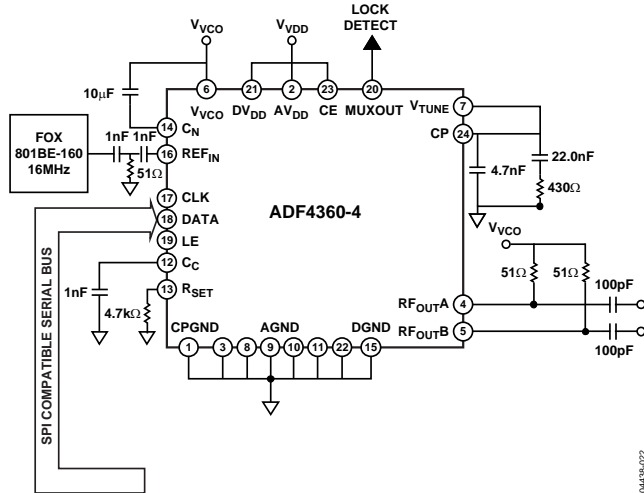 LOCK
DETECT
VVCO
VVDD
10µF
6
21
2
23
20
VVCO
DVDD
AVDD
CE
MUXOUT
VTUNE
7
14
CN
CP
24
FOX
801BE-160
16MHz
1nF
1nF
16
REFIN
51Ω
4.7nF
22.0nF
430Ω
17
CLK
18
DATA
19
LE
ADF4360-4
SPI COMPATIBLE SERIAL BUS
12
CC
13
RSET
1nF
4.7kΩ
VVCO
51Ω
51Ω
100pF
RFOUTA
4
RFOUTB
5
100pF
CPGND
AGND
DGND
1
3
8
9
10
11
22
15
04438-022